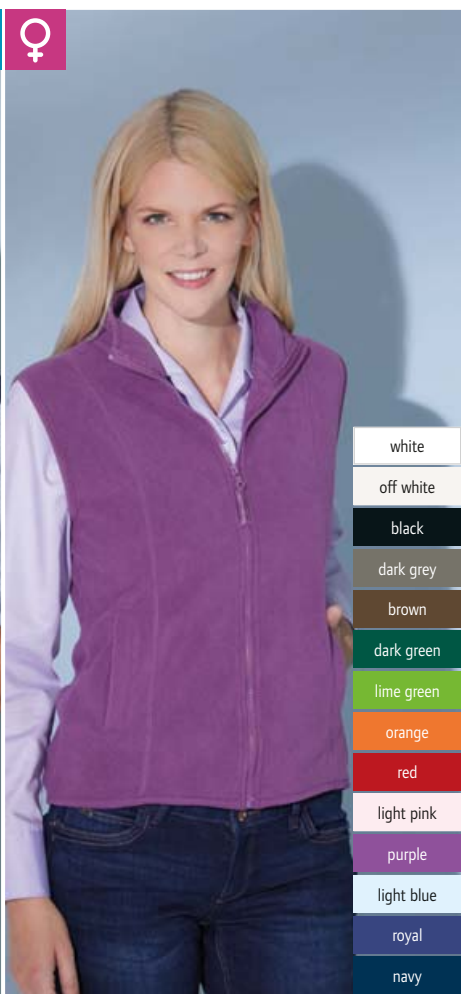 white
off white
black
dark grey
brown
dark green
lime green
orange
red
light pink
purple
light blue
royal
navy